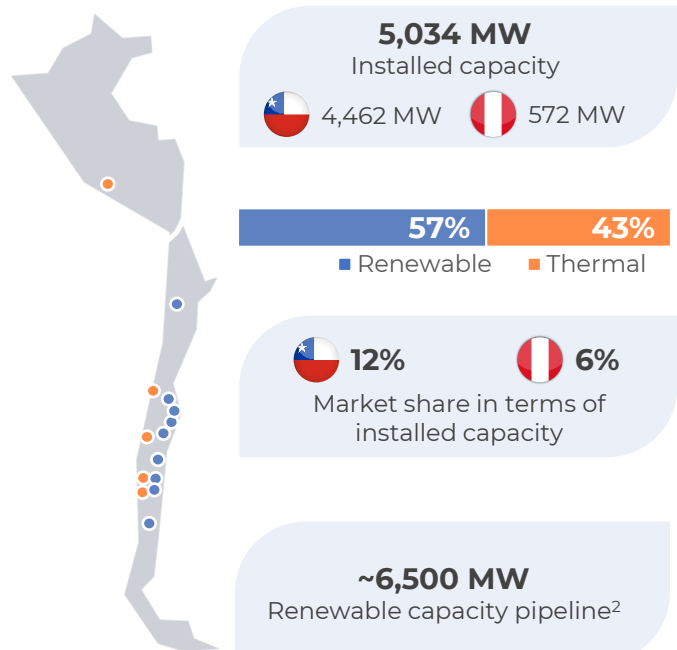 5,034 MW
Installed capacity
4,462 MW
572 MW
57%
43%
Renewable
Thermal
12%
6%
Market share in terms of
installed capacity
~6,500 MW
Renewable capacity pipeline²